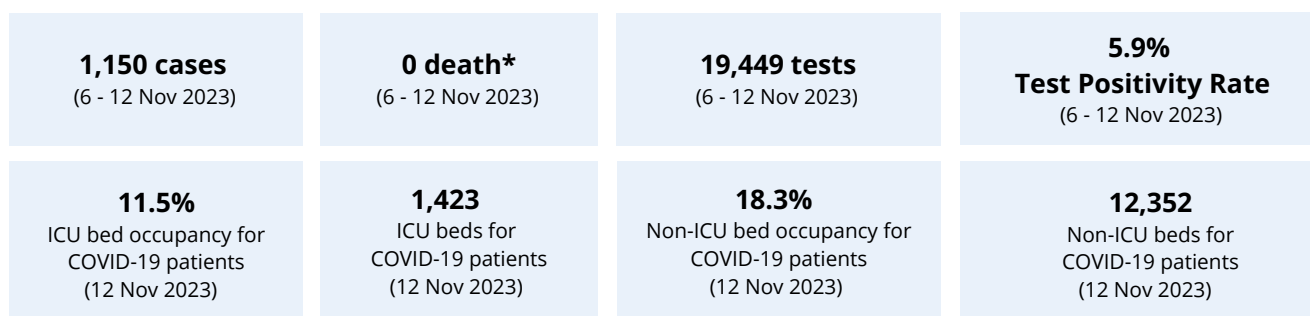 1,150 cases
(6 - 12 Nov 2023)
0 death*
(6 - 12 Nov 2023)
19,449 tests
(6 - 12 Nov 2023)
5.9%
Test Positivity Rate
(6 - 12 Nov 2023)
11.5%
ICU bed occupancy for
COVID-19 patients
(12 Nov 2023)
1,423
ICU beds for
COVID-19 patients
(12 Nov 2023)
18.3%
Non-ICU bed occupancy for
COVID-19 patients
(12 Nov 2023)
12,352
Non-ICU beds for
COVID-19 patients
(12 Nov 2023)